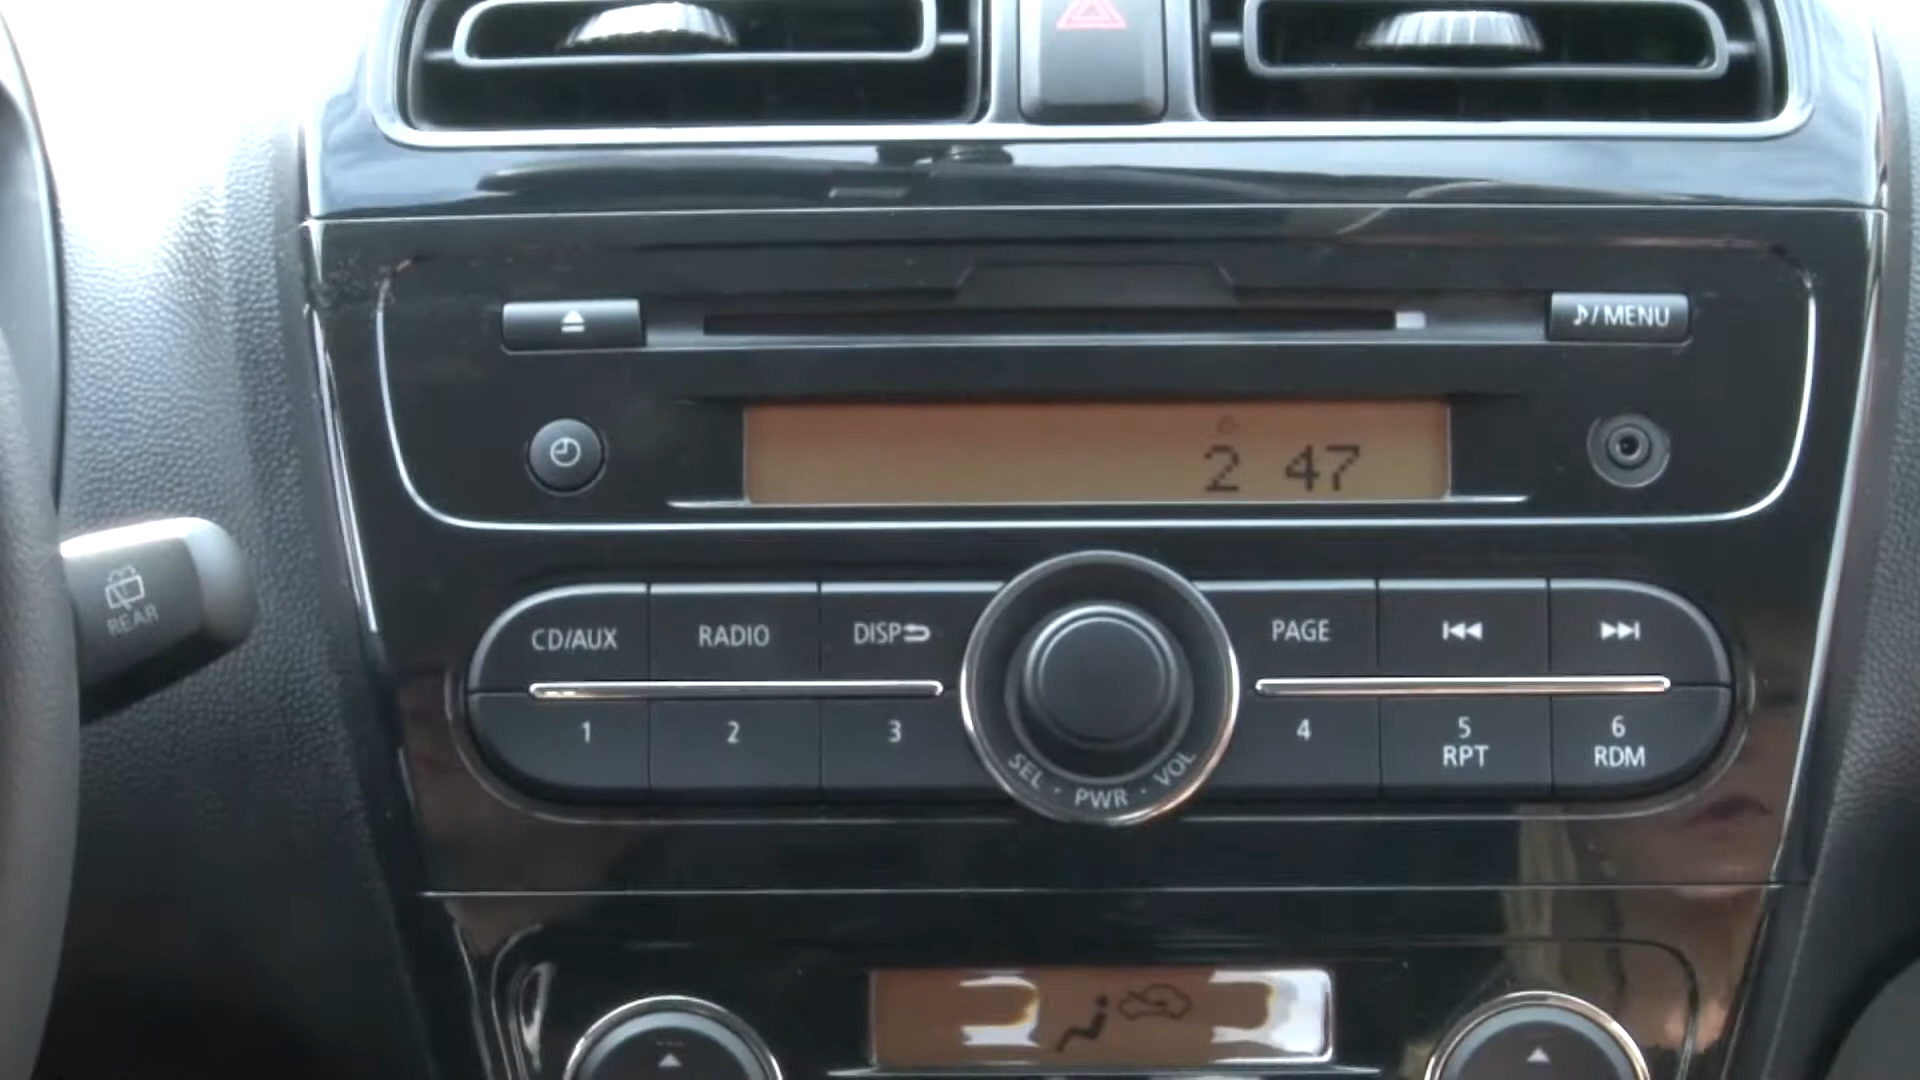 ♪/MENU
2 47
REAR
CD/AUX RADIO DISP PAGE
1 2 3 4 5 6
RPT RDM
SEL · PWR · VOL